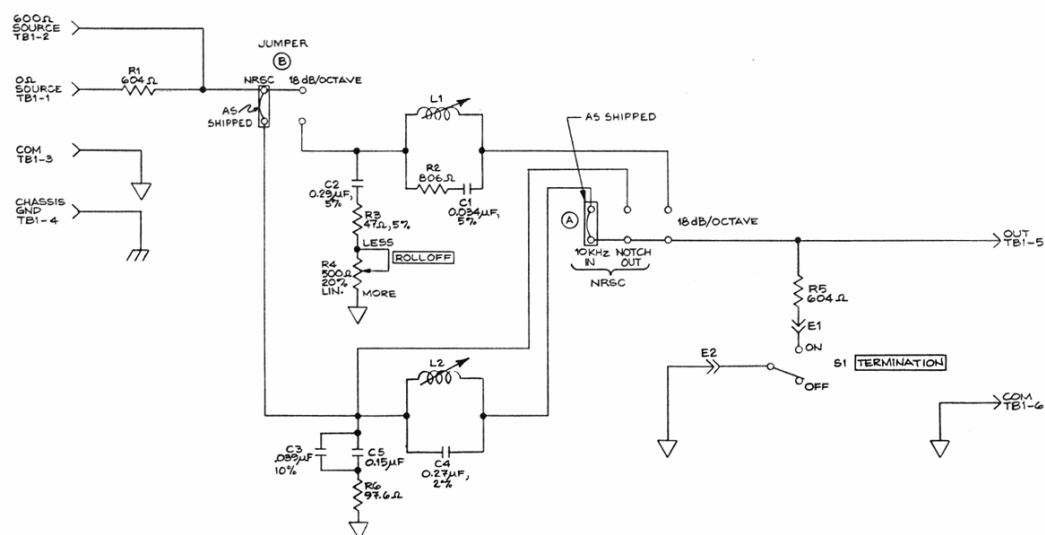 600Ω
SOURCE
TB1-2
0Ω
SOURCE
TB1-1
COM
TB1-3
CHASSIS
GND
TB1-4
R1
604Ω
JUMPER
B
NRSC
18 dB/OCTAVE
AS
SHIPPED
L1
R2
806Ω
C1
0.034µF,
5%
C2
0.29µF,
5%
R3
47Ω, 5%
LESS
ROLLOFF
R4
500Ω
20%
LIN.
MORE
AS SHIPPED
A
18 dB/OCTAVE
10 KHz
IN
NOTCH
OUT
NRSC
OUT
TB1-5
R5
604Ω
E1
ON
E2
S1 TERMINATION
OFF
COM
TB1-6
L2
C4
0.27µF,
2%
C3
.039µF
10%
C5
0.15µF
R6
97.6Ω